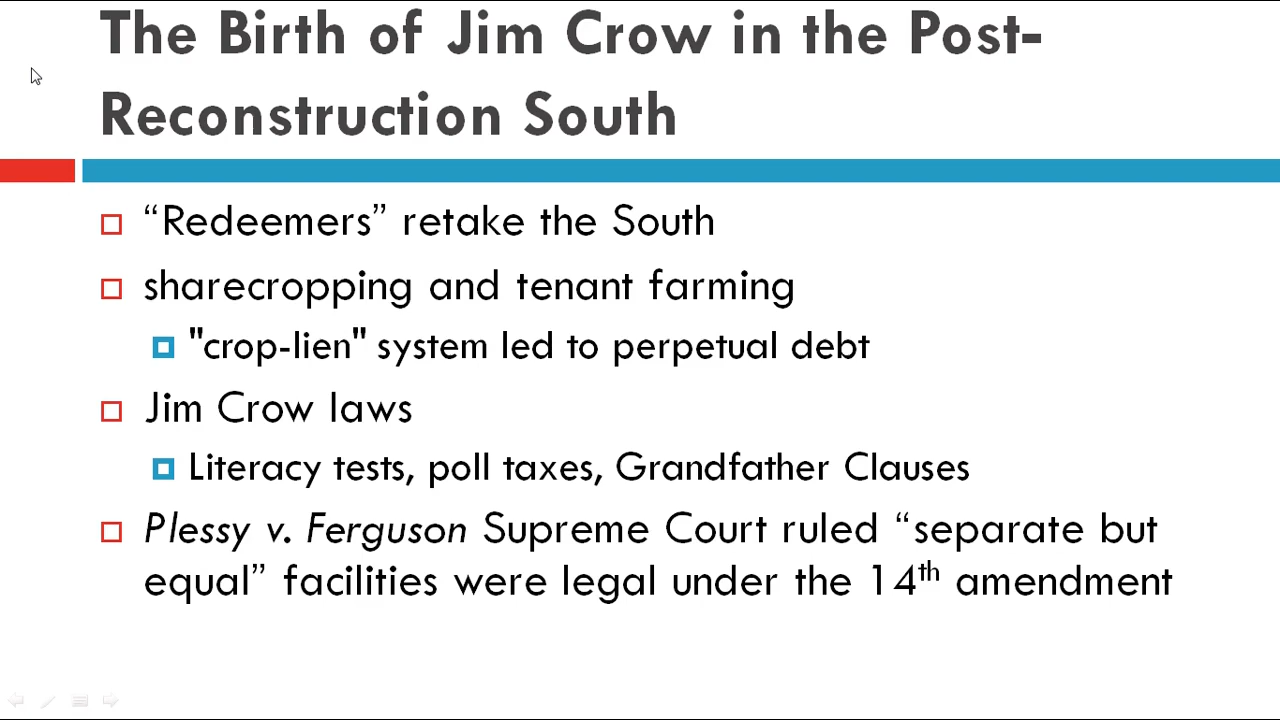 The Birth of Jim Crow in the Post-
Reconstruction South
“Redeemers” retake the South
sharecropping and tenant farming
"crop-lien" system led to perpetual debt
Jim Crow laws
Literacy tests, poll taxes, Grandfather Clauses
Plessy v. Ferguson Supreme Court ruled “separate but
equal” facilities were legal under the 14th amendment